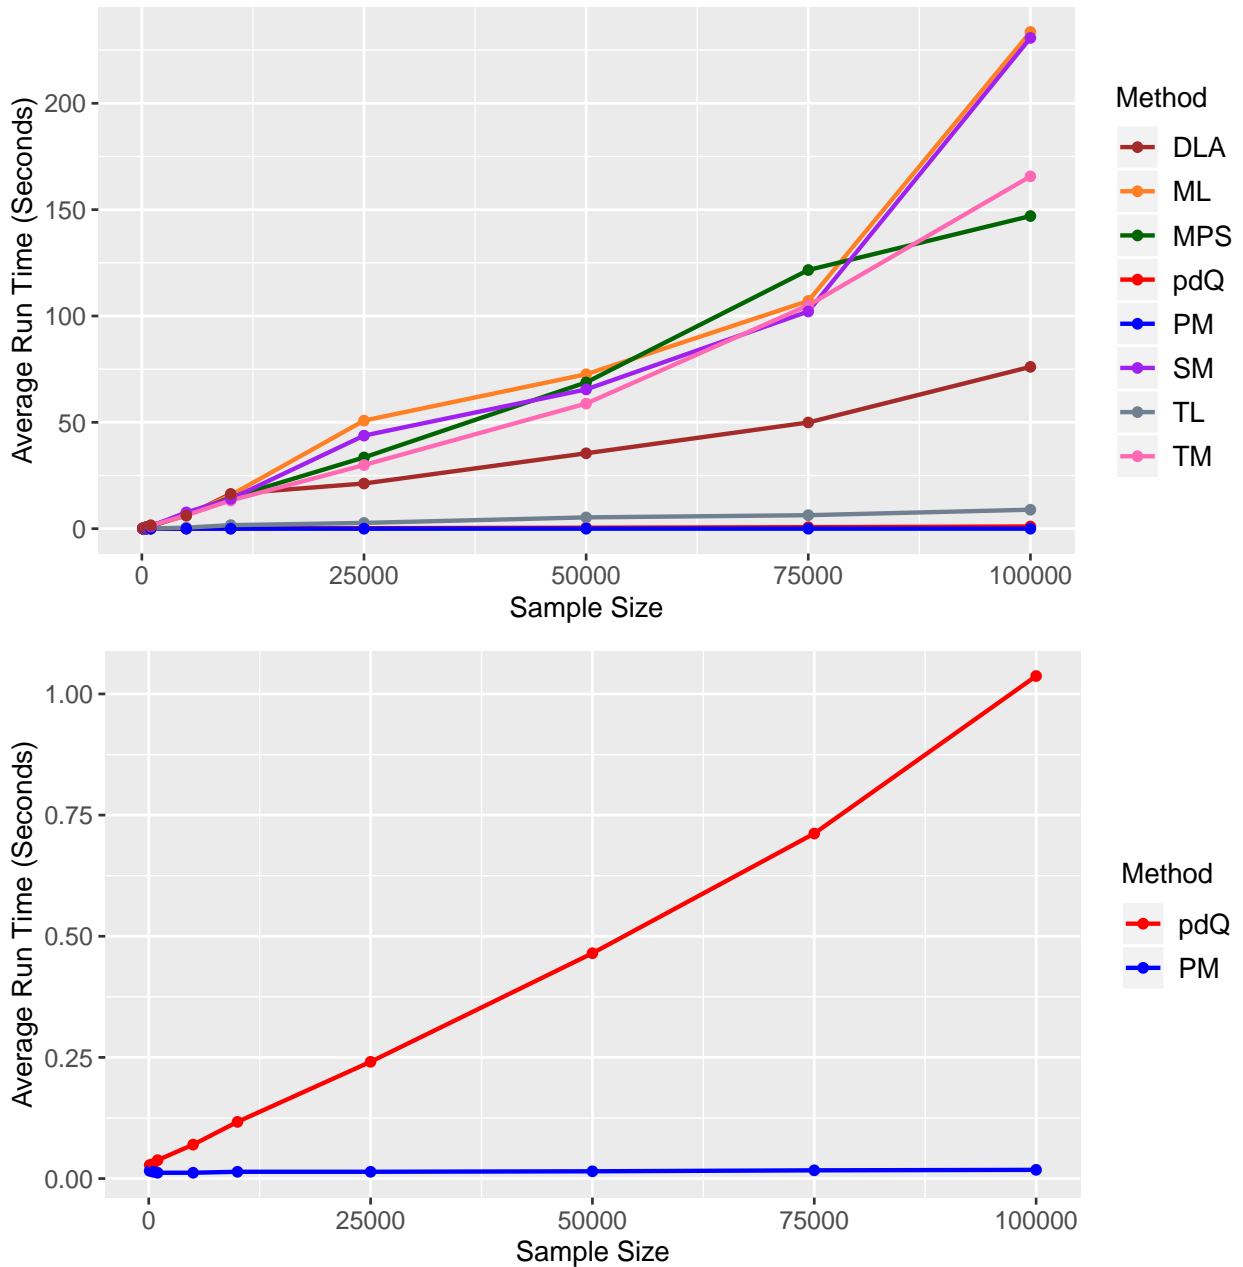 200
150
100
50
0
Average Run Time (Seconds)
0 25000 50000 75000 100000
Sample Size
Method
DLA
ML
MPS
pdQ
PM
SM
TL
TM
1.00
0.75
0.50
0.25
0.00
Average Run Time (Seconds)
0 25000 50000 75000 100000
Sample Size
Method
pdQ
PM